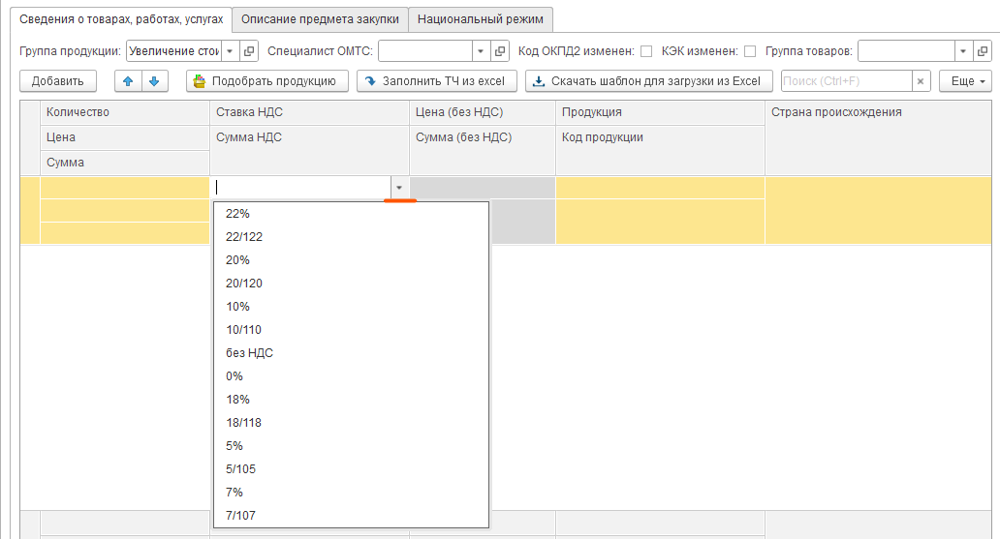 Сведения о товарах, работах, услугах Описание предмета закупки Национальный режим
Группа продукции: Увеличение стои Специалист ОМТС: Код ОКПД2 изменен: КЭК изменен: Группа товаров:
Добавить Подобрать продукцию Заполнить ТЧ из excel Скачать шаблон для загрузки из Excel Поиск (Ctrl+F) × Еще
Количество Ставка НДС Цена (без НДС) Продукция Страна происхождения
Цена Сумма НДС Сумма (без НДС) Код продукции
Сумма
22%
22/122
20%
20/120
10%
10/110
без НДС
0%
18%
18/118
5%
5/105
7%
7/107